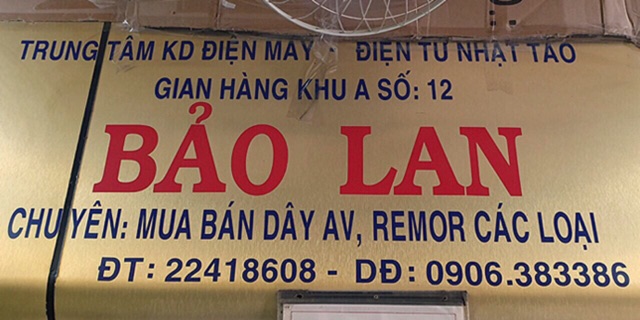 TRUNG TÂM KD ĐIỆN MÁY - ĐIỆN TỬ NHẬT TẢO
GIAN HÀNG KHU A SỐ: 12
BẢO LAN
CHUYÊN: MUA BÁN DÂY AV, REMOR CÁC LOẠI
ĐT: 22418608 - DĐ: 0906.383386